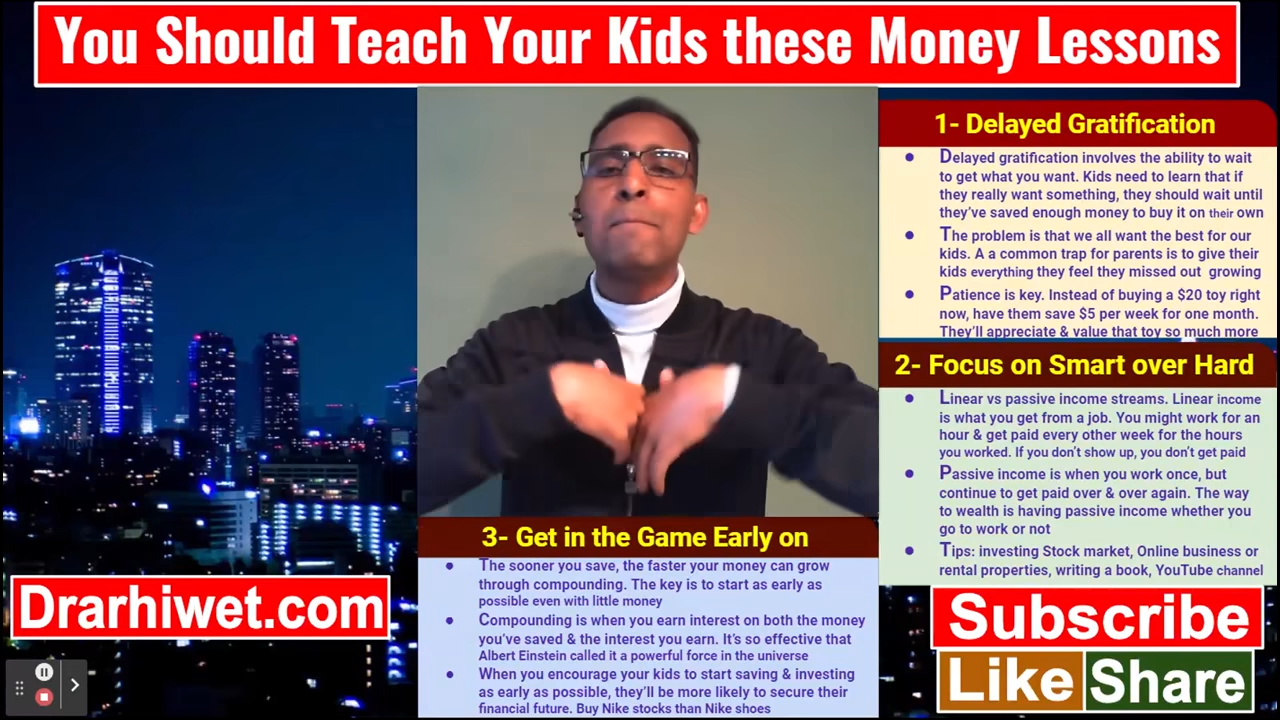 You Should Teach Your Kids these Money Lessons
1- Delayed Gratification
● Delayed gratification involves the ability to wait
to get what you want. Kids need to learn that if
they really want something, they should wait until
they've saved enough money to buy it on their own
● The problem is that we all want the best for our
kids. A a common trap for parents is to give their
kids everything they feel they missed out growing
● Patience is key. Instead of buying a $20 toy right
now, have them save $5 per week for one month.
They'll appreciate & value that toy so much more
2- Focus on Smart over Hard
● Linear vs passive income streams. Linear income
is what you get from a job. You might work for an
hour & get paid every other week for the hours
you worked. If you don't show up, you don't get paid
● Passive income is when you work once, but
continue to get paid over & over again. The way
to wealth is having passive income whether you
go to work or not
● Tips: investing Stock market, Online business or
rental properties, writing a book, YouTube channel
3- Get in the Game Early on
● The sooner you save, the faster your money can grow
through compounding. The key is to start as early as
possible even with little money
● Compounding is when you earn interest on both the money
you've saved & the interest you earn. It's so effective that
Albert Einstein called it a powerful force in the universe
● When you encourage your kids to start saving & investing
as early as possible, they'll be more likely to secure their
financial future. Buy Nike stocks than Nike shoes
Drarhiwet.com
Subscribe
Like Share